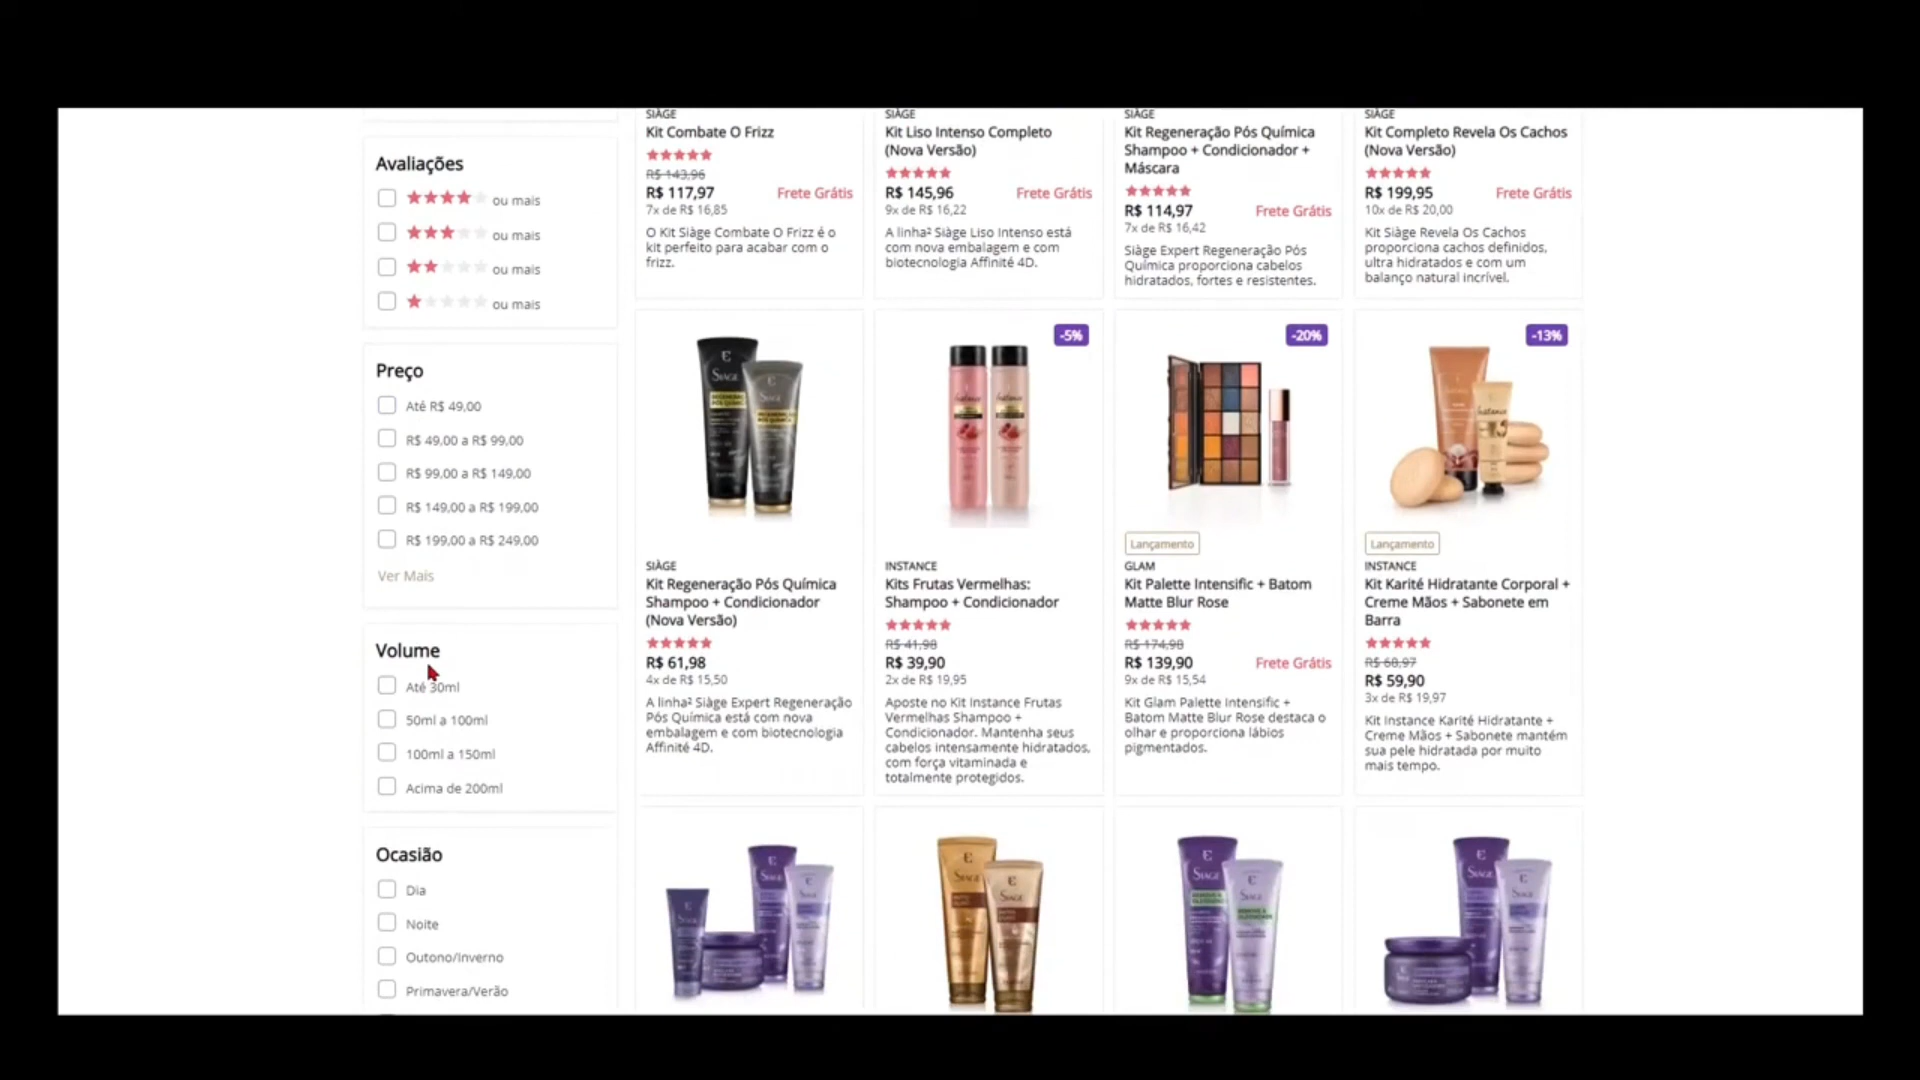 Avaliações
ou mais
ou mais
ou mais
ou mais
Preço
Até R$ 49,00
R$ 49,00 a R$ 99,00
R$ 99,00 a R$ 149,00
R$ 149,00 a R$ 199,00
R$ 199,00 a R$ 249,00
Ver Mais
Volume
Até 30ml
50ml a 100ml
100ml a 150ml
Acima de 200ml
Ocasião
Dia
Noite
Outono/Inverno
Primavera/Verão
SIÀGE
Kit Combate O Frizz
R$ 143,96
R$ 117,97
Frete Grátis
7x de R$ 16,85
O Kit Siàge Combate O Frizz é o
kit perfeito para acabar com o
frizz.
SIÀGE
Kit Liso Intenso Completo
(Nova Versão)
R$ 145,96
Frete Grátis
9x de R$ 16,22
A linha² Siàge Liso Intenso está
com nova embalagem e com
biotecnologia Affinité 4D.
SIÀGE
Kit Regeneração Pós Química
Shampoo + Condicionador +
Máscara
R$ 114,97
Frete Grátis
7x de R$ 16,42
Siàge Expert Regeneração Pós
Química proporciona cabelos
hidratados, fortes e resistentes.
SIÀGE
Kit Completo Revela Os Cachos
(Nova Versão)
R$ 199,95
Frete Grátis
10x de R$ 20,00
Kit Siàge Revela Os Cachos
proporciona cachos definidos,
ultra hidratados e com um
balanço natural incrível.
SIÀGE
SIÀGE
Kit Regeneração Pós Química
Shampoo + Condicionador
(Nova Versão)
R$ 61,98
4x de R$ 15,50
A linha² Siàge Expert Regeneração
Pós Química está com nova
embalagem e com biotecnologia
Affinité 4D.
-5%
Instance
Instance
INSTANCE
Kits Frutas Vermelhas:
Shampoo + Condicionador
R$ 41,98
R$ 39,90
2x de R$ 19,95
Aposte no Kit Instance Frutas
Vermelhas Shampoo +
Condicionador. Mantenha seus
cabelos intensamente hidratados,
com força vitaminada e
totalmente protegidos.
-20%
Lançamento
GLAM
Kit Palette Intensific + Batom
Matte Blur Rose
R$ 174,98
R$ 139,90
Frete Grátis
9x de R$ 15,54
Kit Glam Palette Intensific +
Batom Matte Blur Rose destaca o
olhar e proporciona lábios
pigmentados.
-13%
Instance
Lançamento
INSTANCE
Kit Karité Hidratante Corporal +
Creme Mãos + Sabonete em
Barra
R$ 68,97
R$ 59,90
3x de R$ 19,97
Kit Instance Karité Hidratante +
Creme Mãos + Sabonete mantém
sua pele hidratada por muito
mais tempo.
SIÀGE
SIÀGE
SIÀGE
SIÀGE
SIÀGE
SIÀGE
SIÀGE